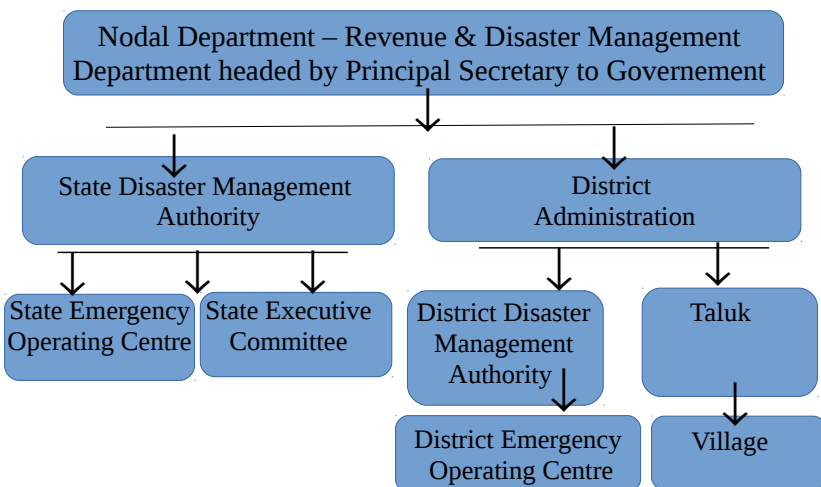 Nodal Department – Revenue & Disaster Management
Department headed by Principal Secretary to Governement
State Disaster Management
Authority
District
Administration
State Emergency
Operating Centre
State Executive
Committee
District Disaster
Management
Authority
Taluk
District Emergency
Operating Centre
Village